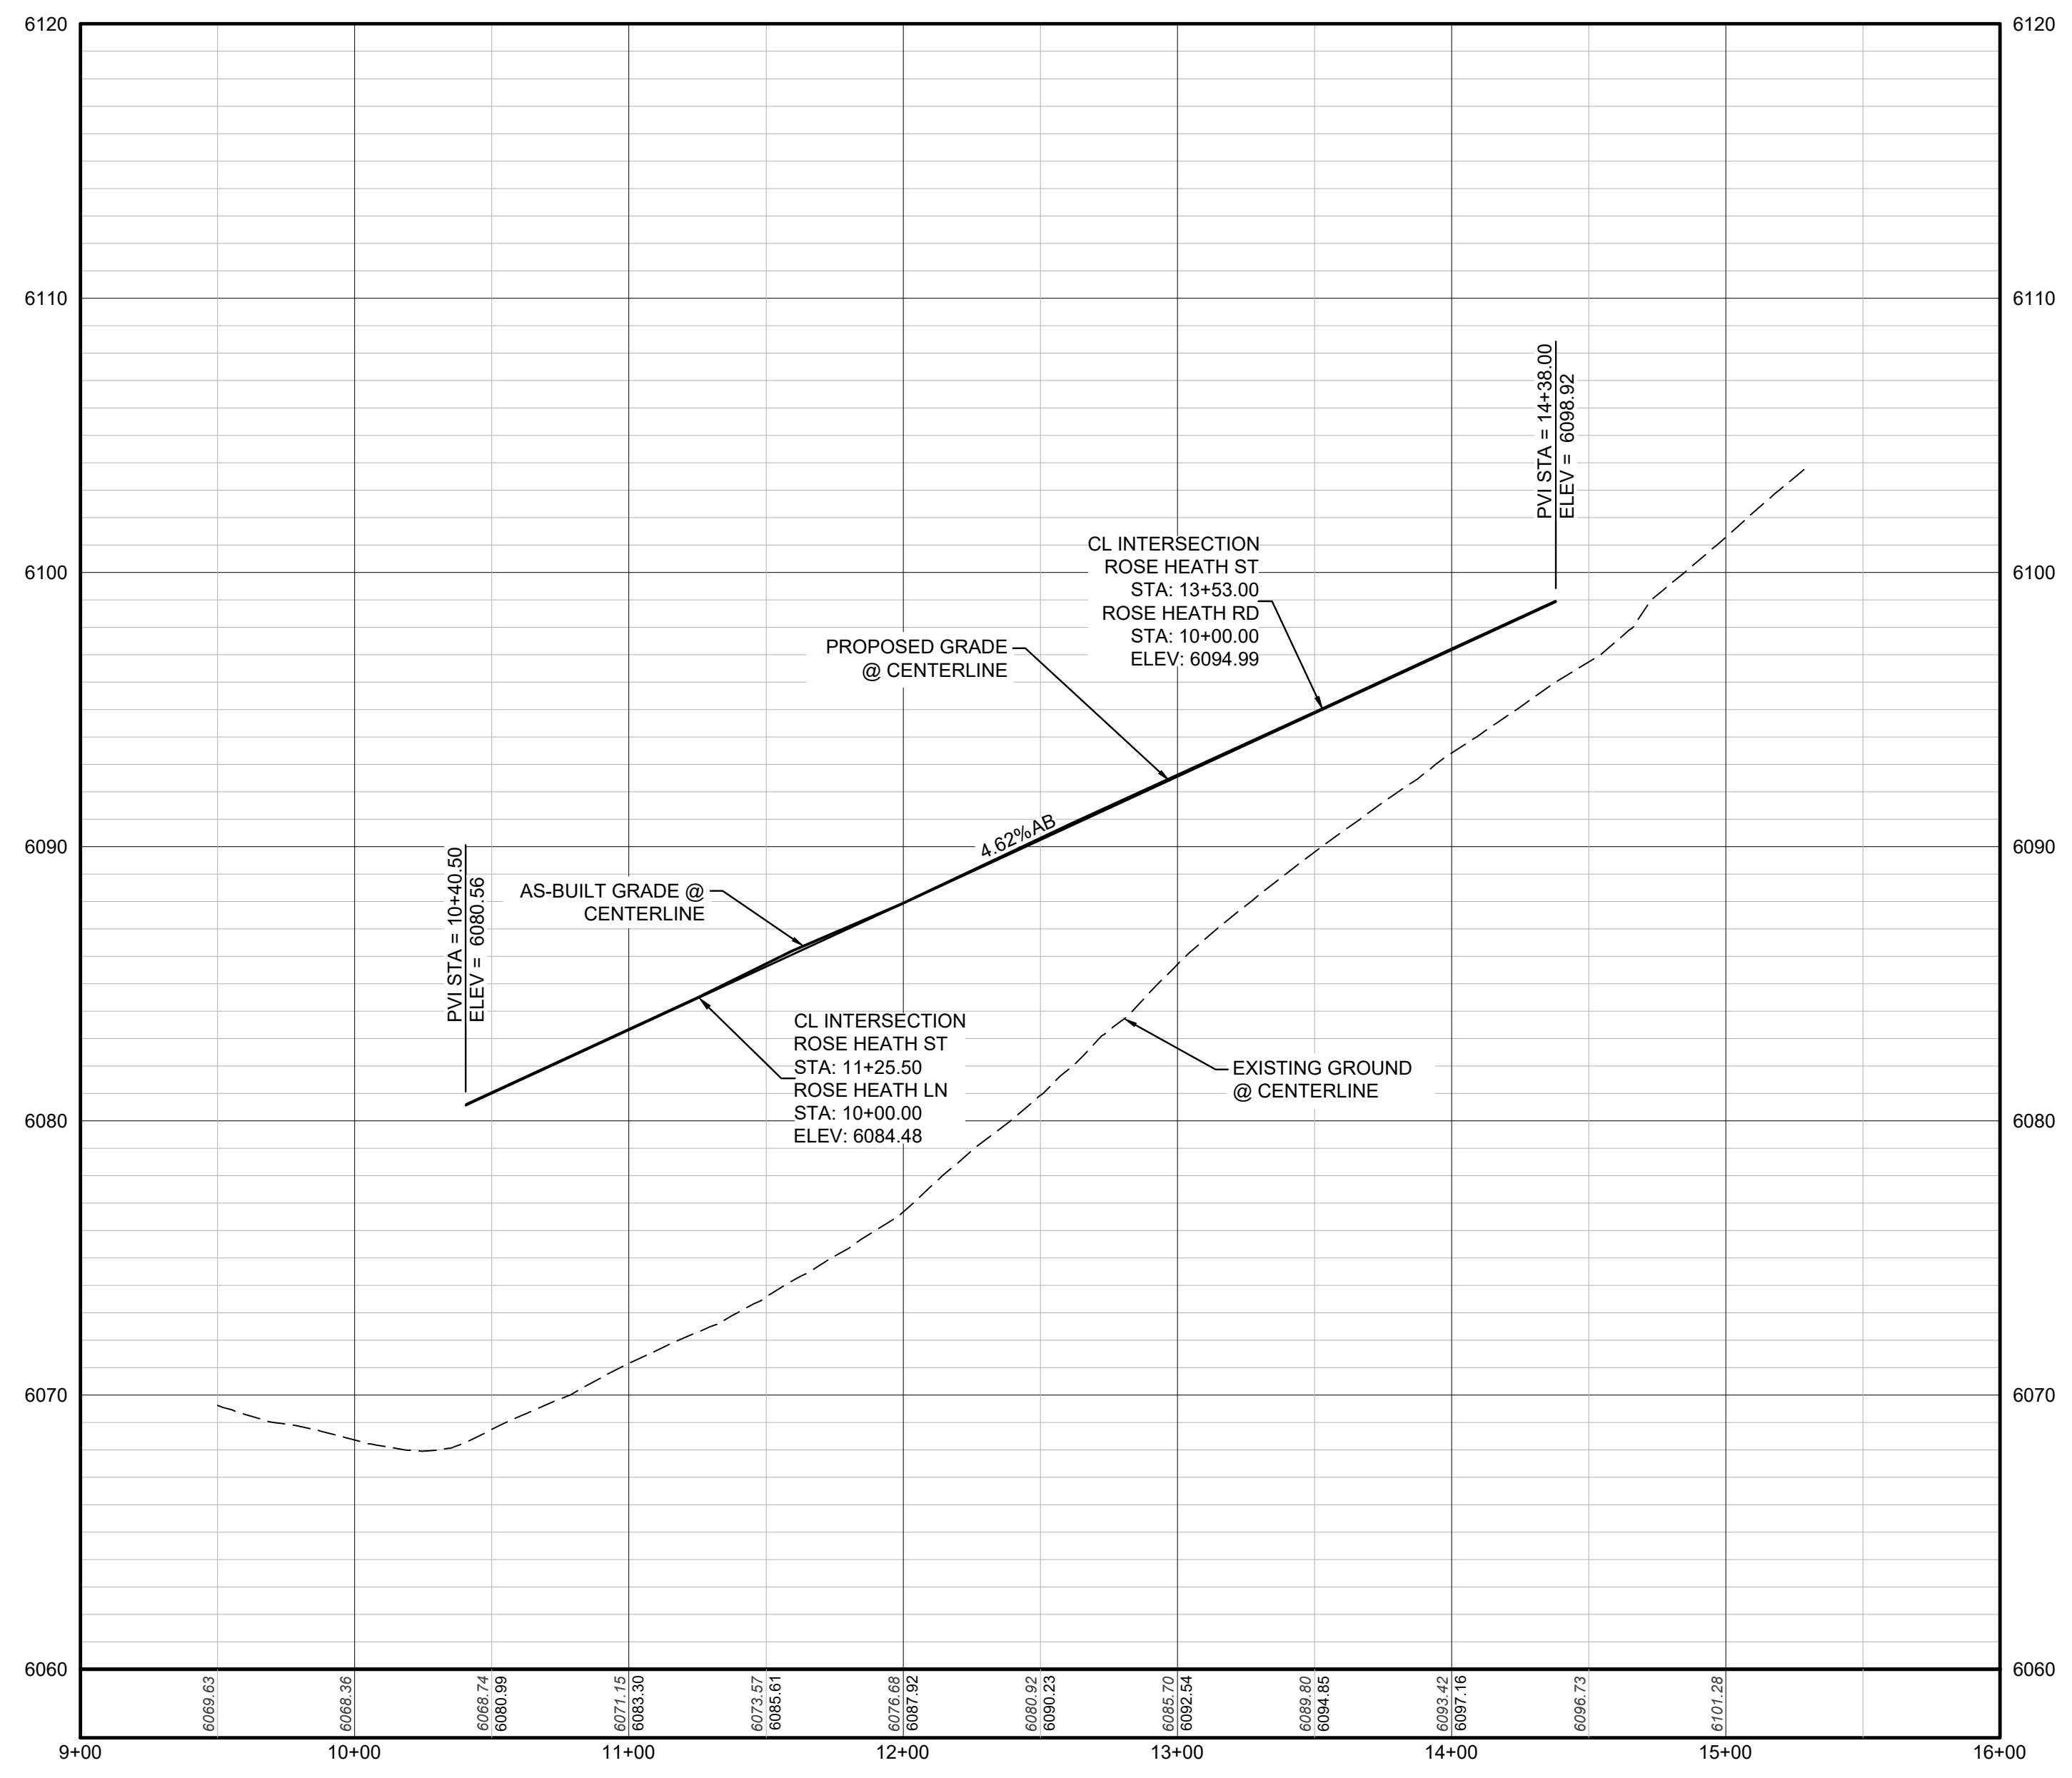 6120
6120
6110
6110
PVI STA = 14+38.00
ELEV = 6098.92
CL INTERSECTION
ROSE HEATH ST
STA: 13+53.00
ROSE HEATH RD
STA: 10+00.00
ELEV: 6094.99
6100
6100
PROPOSED GRADE
@ CENTERLINE
4.62%AB
6090
6090
PVI STA = 10+40.50
ELEV = 6080.56
AS-BUILT GRADE @
CENTERLINE
CL INTERSECTION
ROSE HEATH ST
STA: 11+25.50
ROSE HEATH LN
STA: 10+00.00
ELEV: 6084.48
EXISTING GROUND
@ CENTERLINE
6080
6080
6070
6070
6060
6060
6069.63
6068.36
6068.74
6080.99
6071.15
6083.30
6073.57
6085.61
6076.68
6087.92
6080.92
6090.23
6085.70
6092.54
6089.80
6094.85
6093.42
6097.16
6096.73
6101.28
9+00
10+00
11+00
12+00
13+00
14+00
15+00
16+00